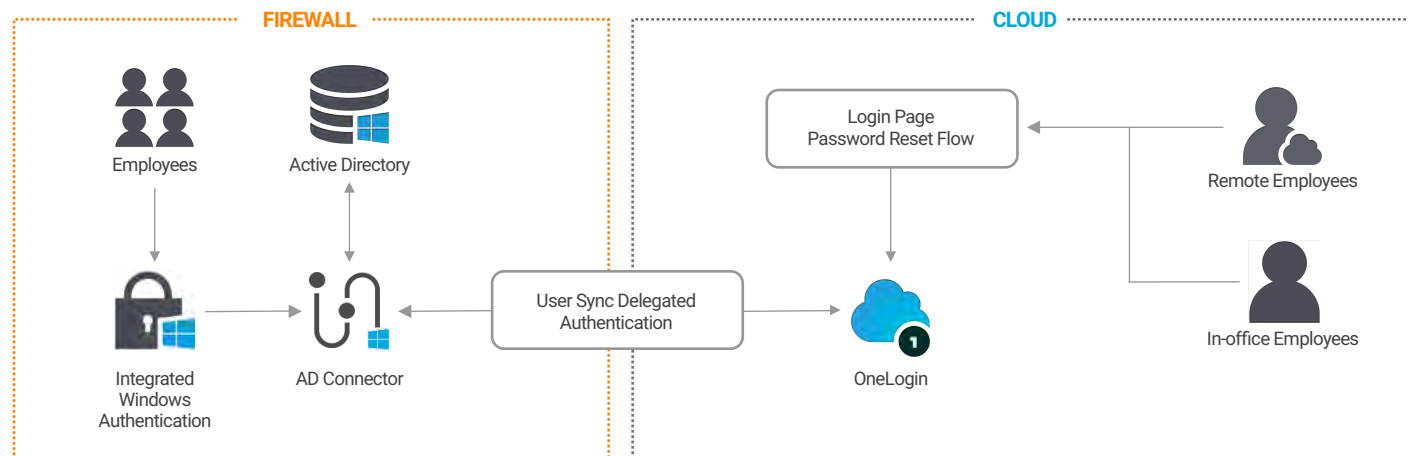 FIREWALL
CLOUD
Employees
Active Directory
Login Page
Password Reset Flow
Remote Employees
User Sync Delegated
Authentication
1
In-office Employees
Integrated
Windows
Authentication
AD Connector
OneLogin